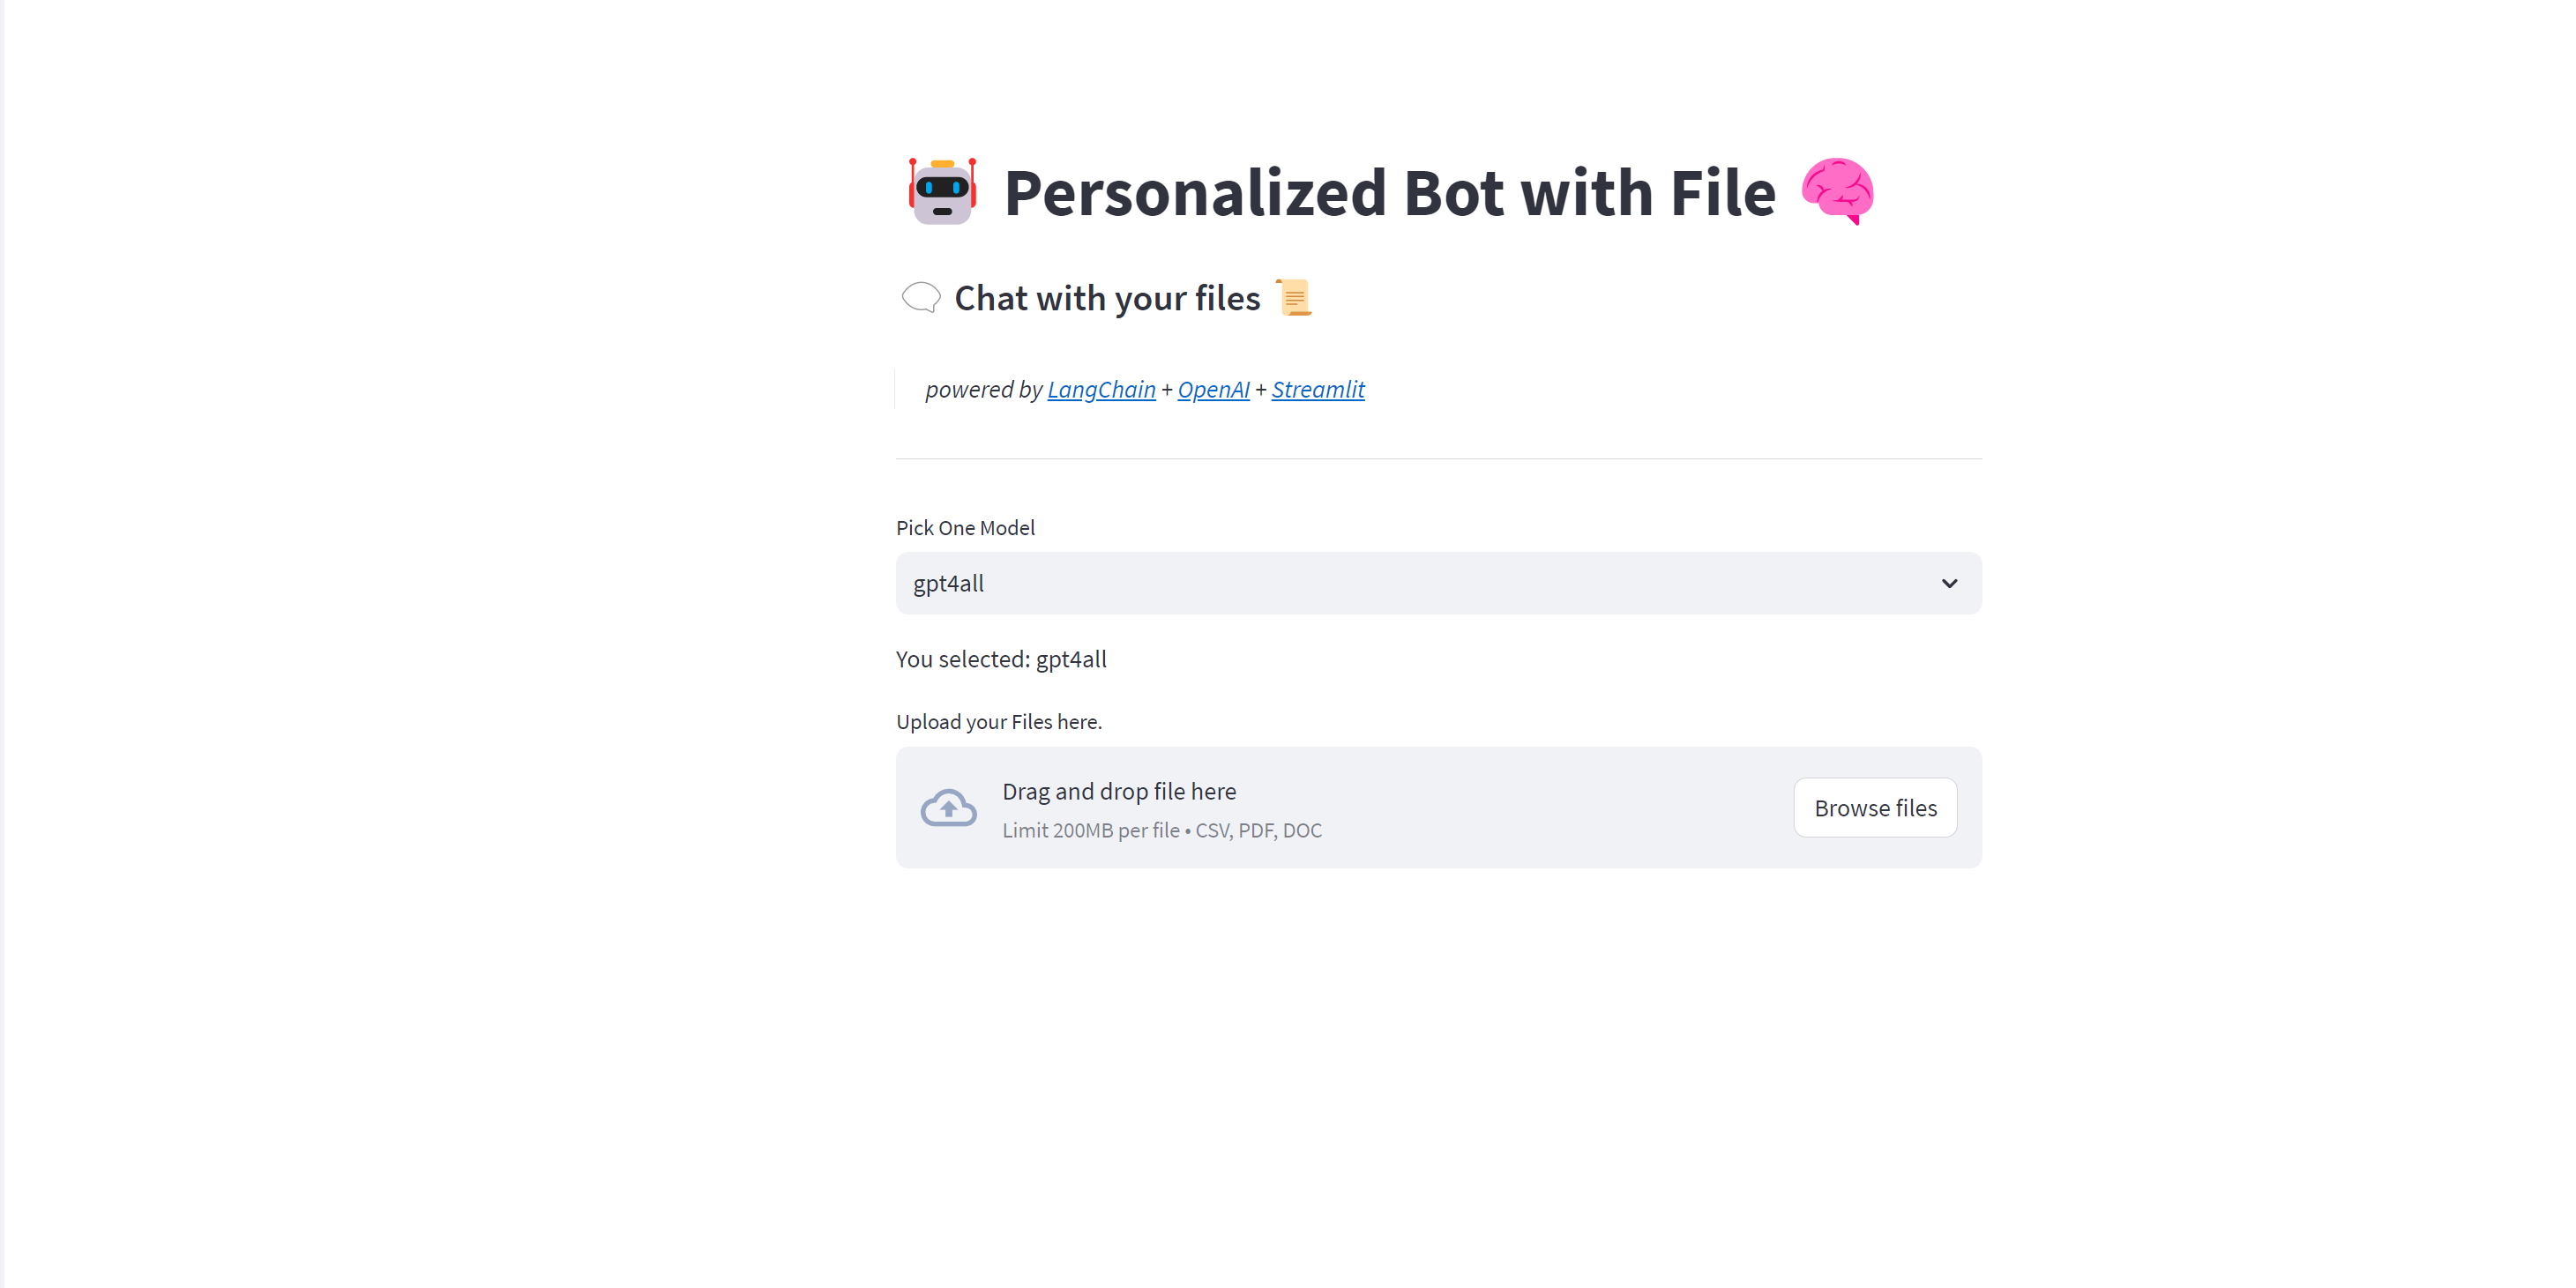 🤖 Personalized Bot with File 🧠
🗨️ Chat with your files 📜
powered by LangChain + OpenAI + Streamlit
Pick One Model
gpt4all
You selected: gpt4all
Upload your Files here.
Drag and drop file here
Limit 200MB per file • CSV, PDF, DOC
Browse files